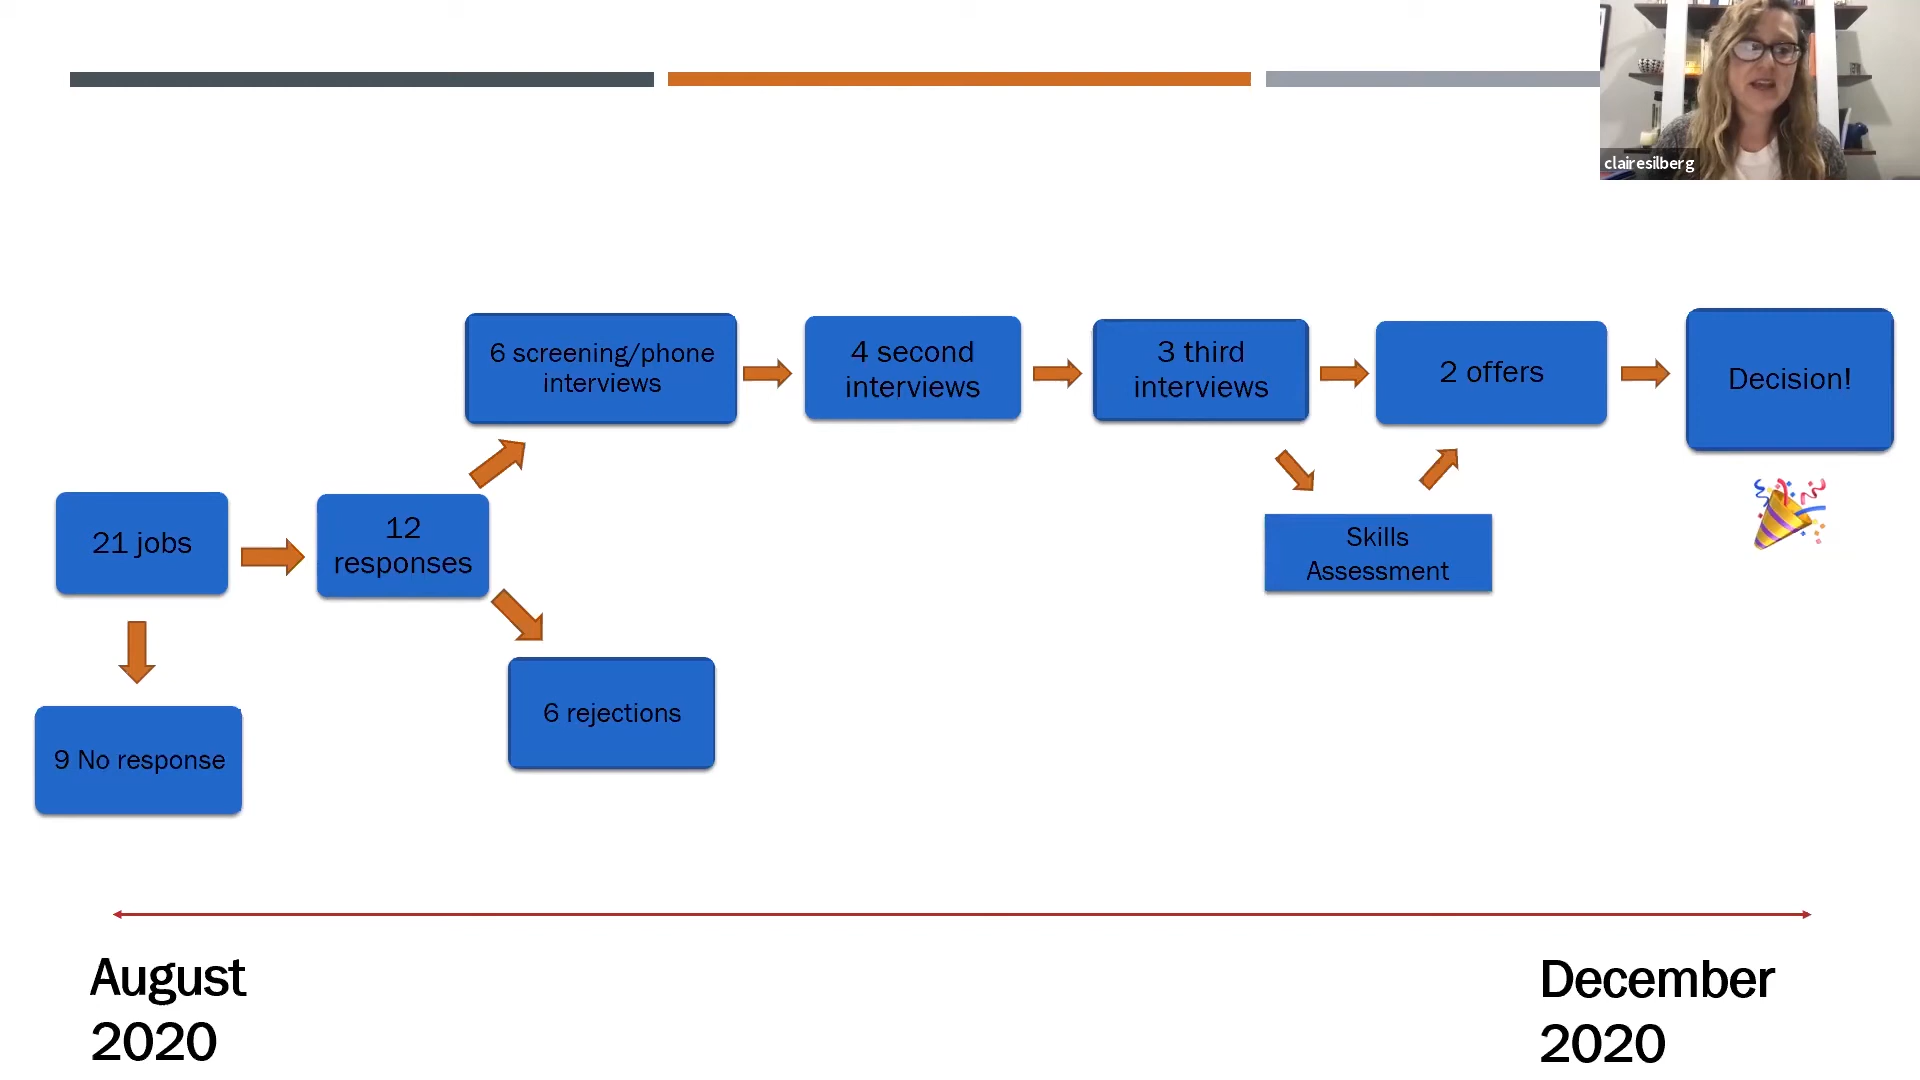 clairesilberg
6 screening/phone
interviews
4 second
interviews
3 third
interviews
2 offers
Decision!
21 jobs
12
responses
Skills
Assessment
9 No response
6 rejections
August
2020
December
2020